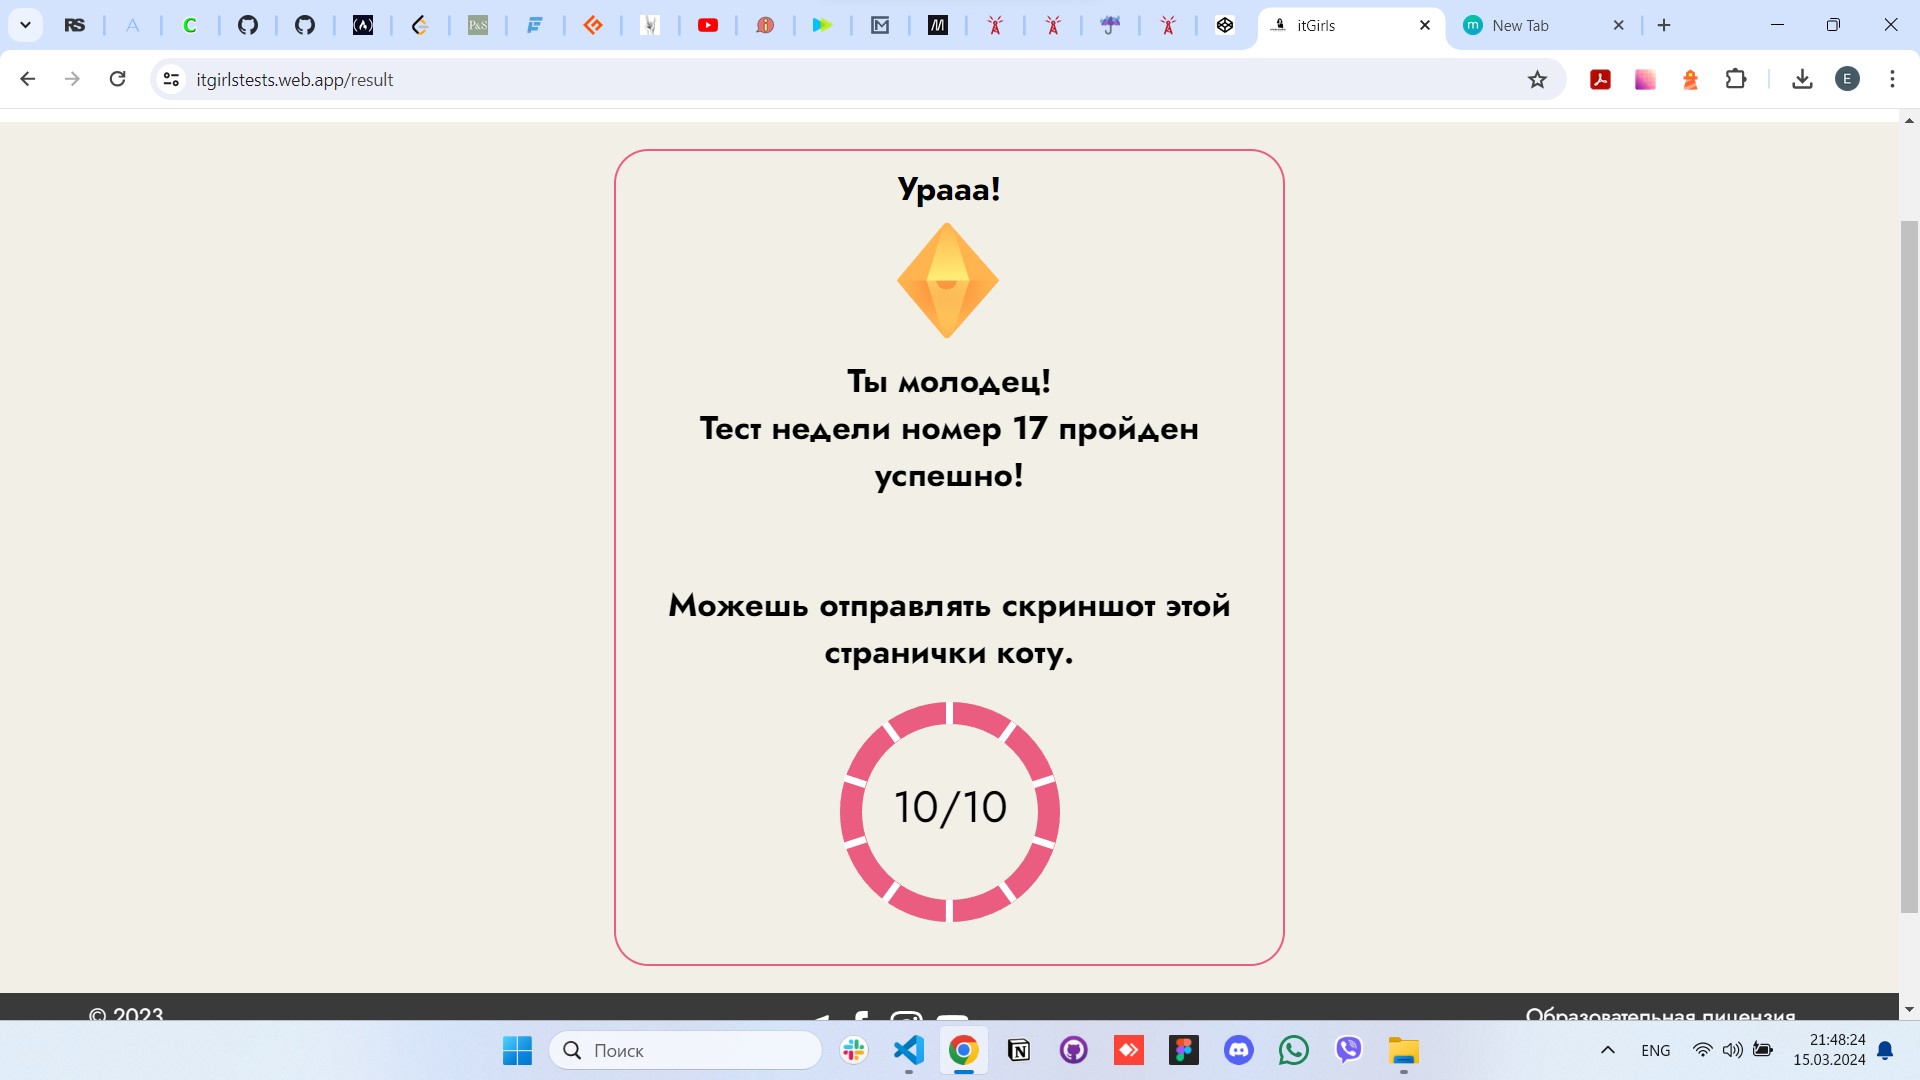 RS
A
C
P&S
M
M
itGirls
m
New Tab
itgirlstests.web.app/result
E
Урааа!
Ты молодец!
Тест недели номер 17 пройден
успешно!
Можешь отправлять скриншот этой
странички коту.
10/10
© 2023
Образовательная лицензия
Поиск
ENG
21:48:24
15.03.2024